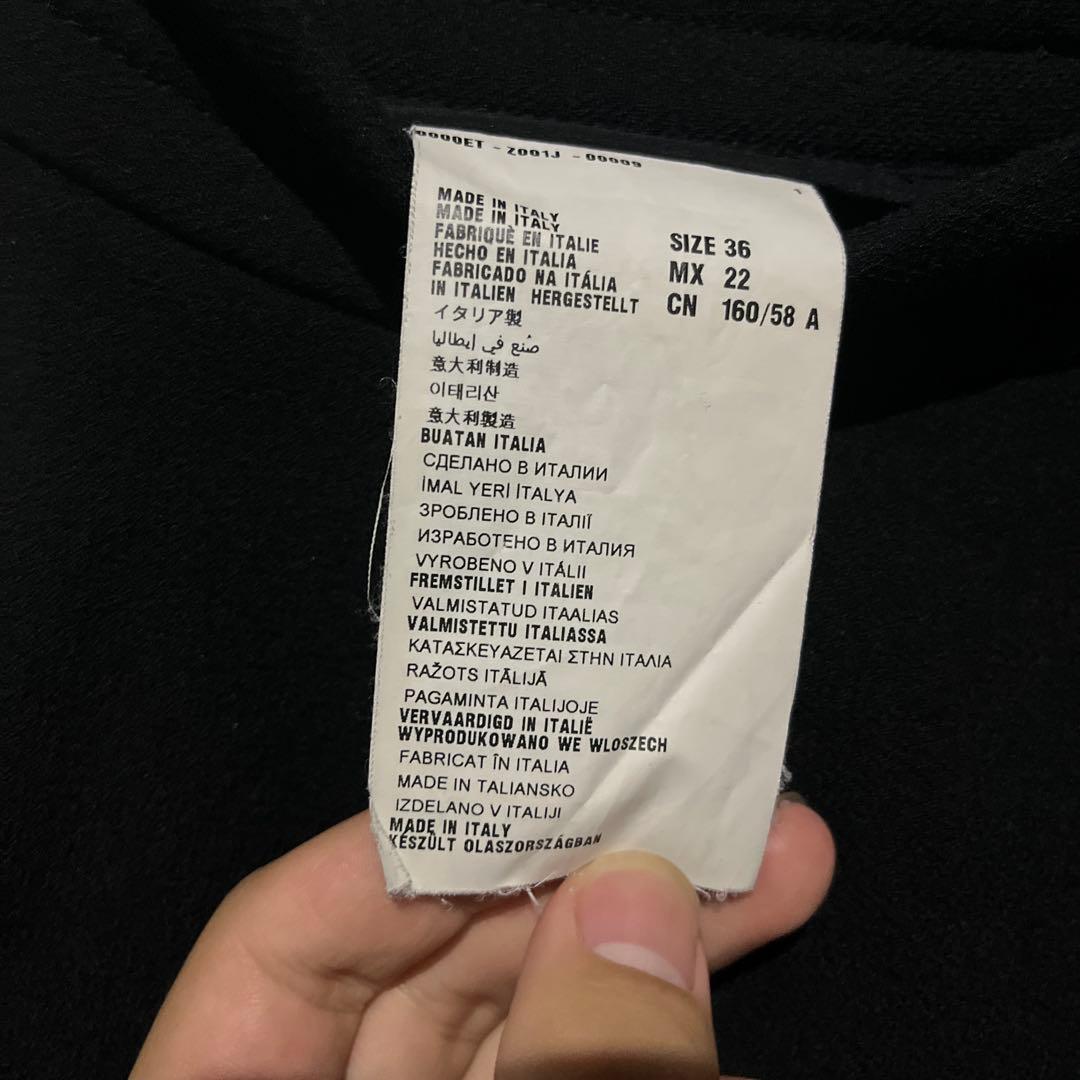 0000ET - Z001J - 00009
MADE IN ITALY
MADE IN ITALY
FABRIQUÈ EN ITALIE
HECHO EN ITALIA
FABRICADO NA ITÁLIA
IN ITALIEN HERGESTELLT
イタリア製
صُنع في إيطاليا
意大利制造
이태리산
意大利製造
BUATAN ITALIA
СДЕЛАНО В ИТАЛИИ
İMAL YERİ İTALYA
ЗРОБЛЕНО В ІТАЛІЇ
ИЗРАБОТЕНО В ИТАЛИЯ
VYROBENO V ITÁLII
FREMSTILLET I ITALIEN
VALMISTATUD ITAALIAS
VALMISTETTU ITALIASSA
ΚΑΤΑΣΚΕΥΑΖΕΤΑΙ ΣΤΗΝ ΙΤΑΛΙΑ
RAŽOTS ITĀLIJĀ
PAGAMINTA ITALIJOJE
VERVAARDIGD IN ITALIË
WYPRODUKOWANO WE WLOSZECH
FABRICAT ÎN ITALIA
MADE IN TALIANSKO
IZDELANO V ITALIJI
MADE IN ITALY
KÉSZÜLT OLASZORSZÁGBAN
SIZE 36
MX 22
CN 160/58 A